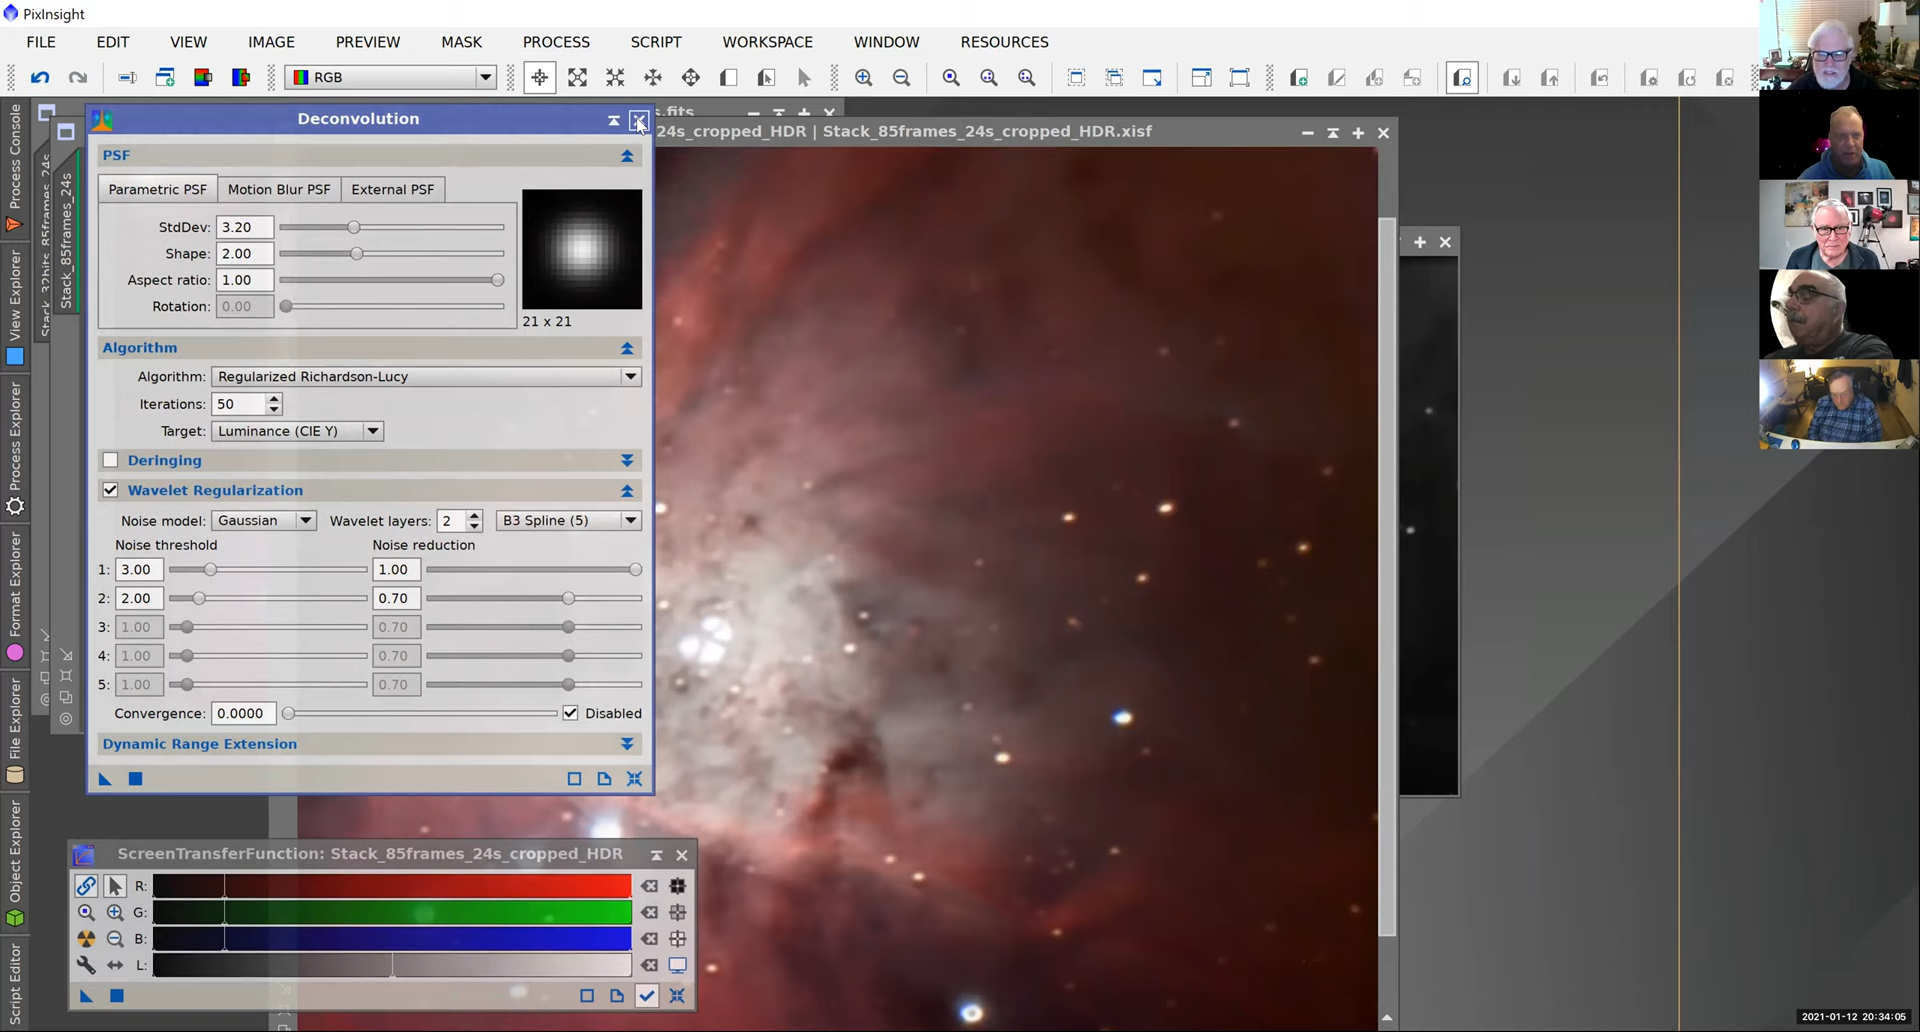 PixInsight
FILE EDIT VIEW IMAGE PREVIEW MASK PROCESS SCRIPT WORKSPACE WINDOW RESOURCES
RGB
Process Console
View Explorer
Process Explorer
Format Explorer
File Explorer
Object Explorer
Script Editor
Stack_32bits_85frames_24s
Stack_85frames_24s
s.fits
24s_cropped_HDR | Stack_85frames_24s_cropped_HDR.xisf
Deconvolution
PSF
Parametric PSF Motion Blur PSF External PSF
StdDev: 3.20
Shape: 2.00
Aspect ratio: 1.00
Rotation: 0.00
21 x 21
Algorithm
Algorithm: Regularized Richardson-Lucy
Iterations: 50
Target: Luminance (CIE Y)
Deringing
Wavelet Regularization
Noise model: Gaussian Wavelet layers: 2 B3 Spline (5)
Noise threshold Noise reduction
1: 3.00 1.00
2: 2.00 0.70
3: 1.00 0.70
4: 1.00 0.70
5: 1.00 0.70
Convergence: 0.0000 Disabled
Dynamic Range Extension
ScreenTransferFunction: Stack_85frames_24s_cropped_HDR
R:
G:
B:
L:
2021-01-12 20:34:05